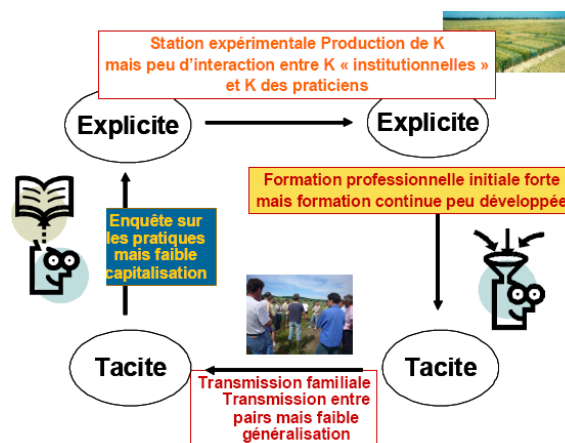 Station expérimentale Production de K
mais peu d'interaction entre K « institutionnelles »
et K des praticiens
Explicite
Explicite
Formation professionnelle initiale forte
mais formation continue peu développée
Enquête sur
les pratiques
mais faible
capitalisation
Tacite
Tacite
Transmission familiale
Transmission entre
pairs mais faible
généralisation